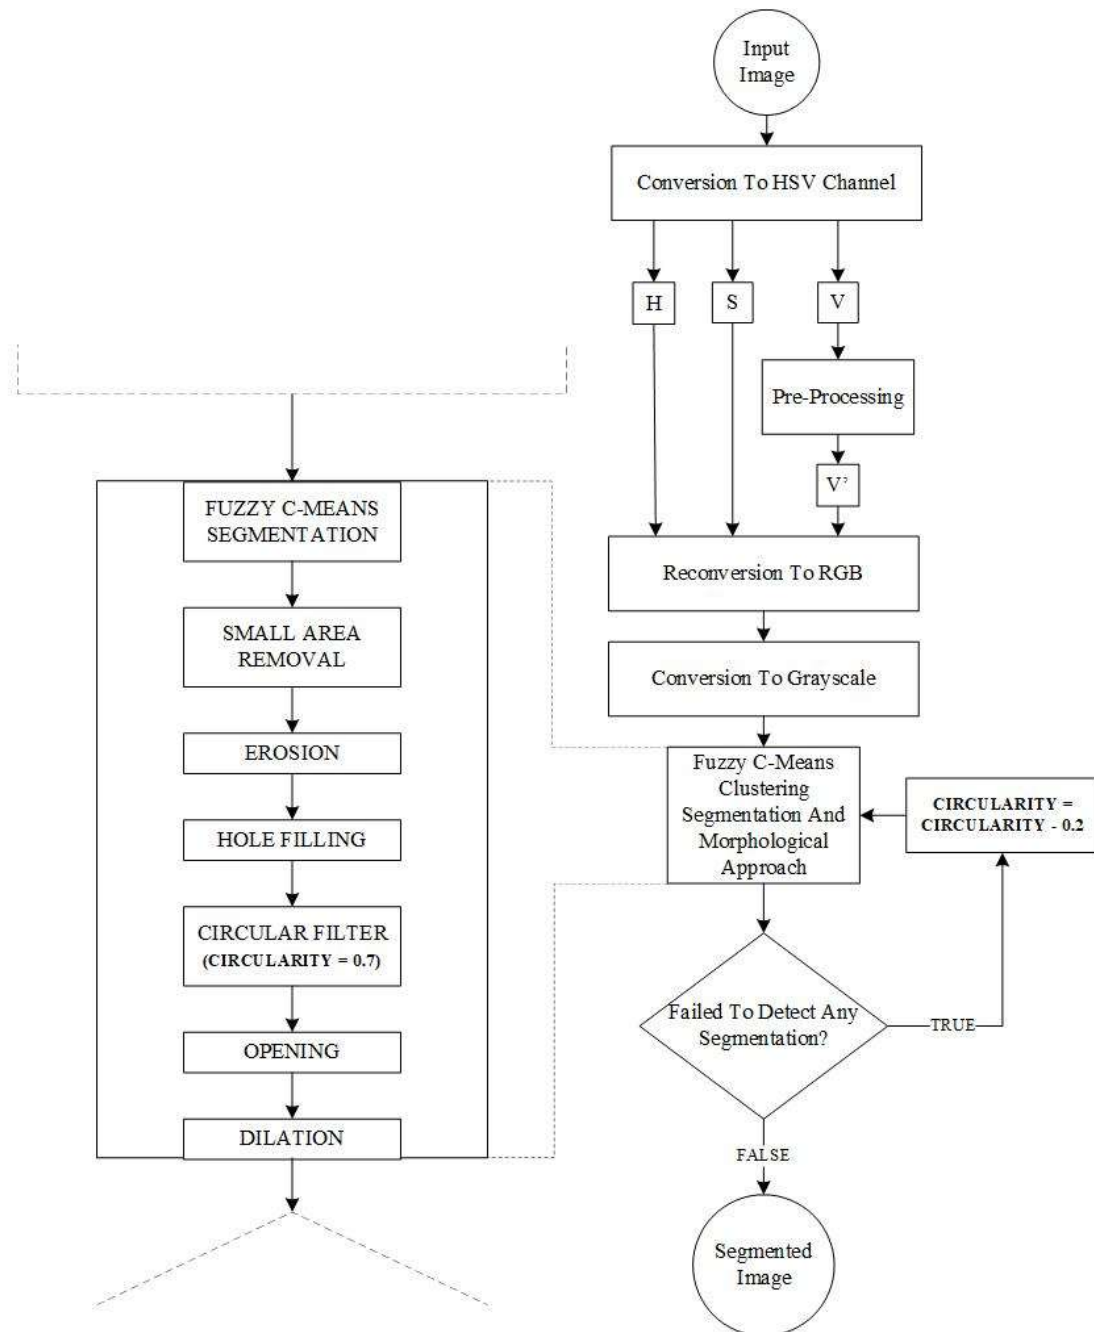 Input
Image
Conversion To HSV Channel
H
S
V
Pre-Processing
V’
Reconversion To RGB
Conversion To Grayscale
Fuzzy C-Means
Clustering
Segmentation And
Morphological
Approach
CIRCULARITY =
CIRCULARITY - 0.2
Failed To Detect Any
Segmentation?
TRUE
FALSE
Segmented
Image
FUZZY C-MEANS
SEGMENTATION
SMALL AREA
REMOVAL
EROSION
HOLE FILLING
CIRCULAR FILTER
(CIRCULARITY = 0.7)
OPENING
DILATION